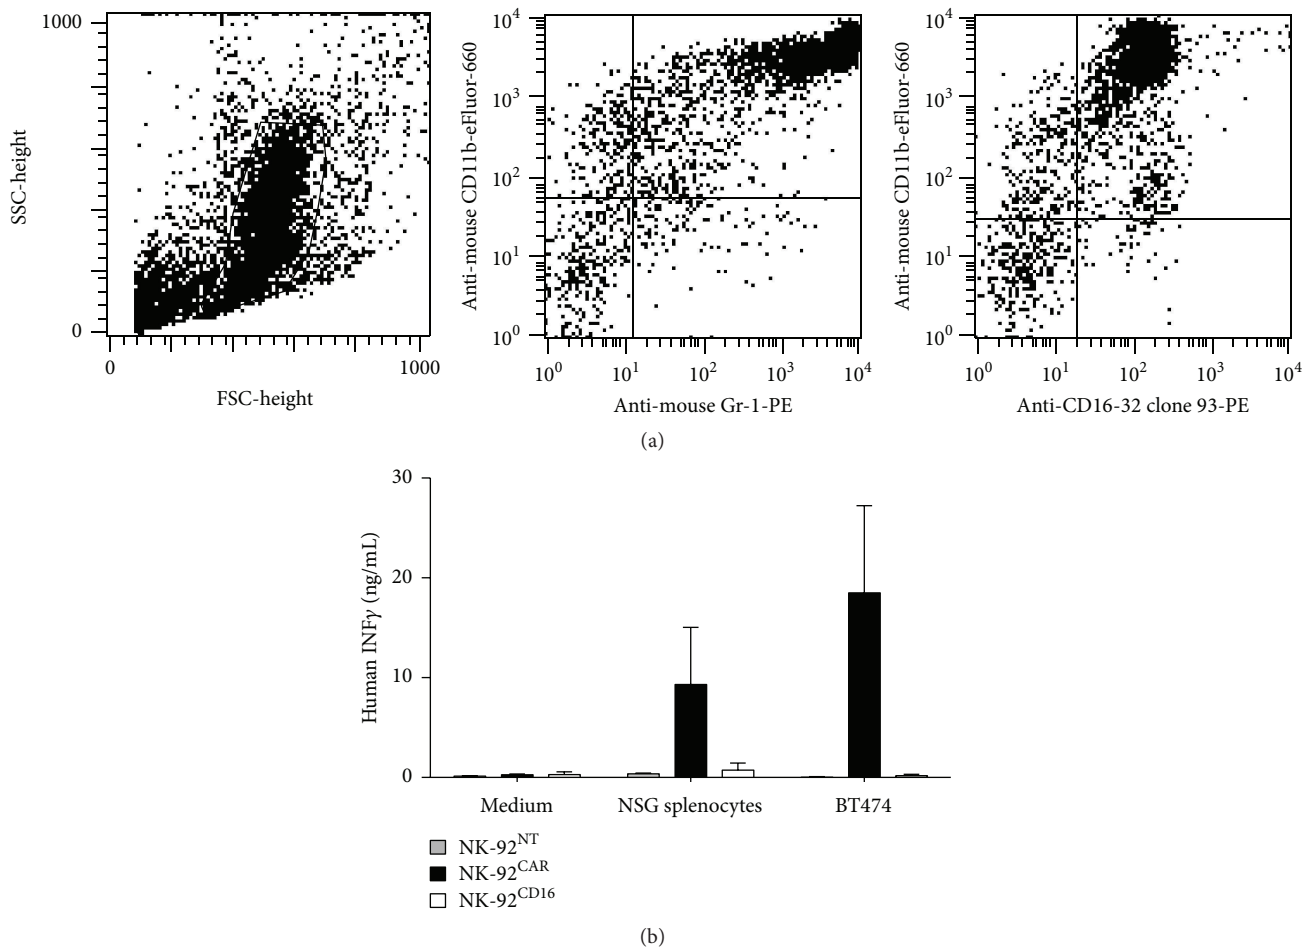 1000
SSC-height
0
0
1000
FSC-height
10^4
10^3
10^2
10^1
10^0
Anti-mouse CD11b-eFluor-660
10^0 10^1 10^2 10^3 10^4
Anti-mouse Gr-1-PE
10^4
10^3
10^2
10^1
10^0
Anti-mouse CD11b-eFluor-660
10^0 10^1 10^2 10^3 10^4
Anti-CD16-32 clone 93-PE
(a)
30
20
10
0
Human INFγ (ng/mL)
Medium NSG splenocytes BT474
NK-92^NT
NK-92^CAR
NK-92^CD16
(b)